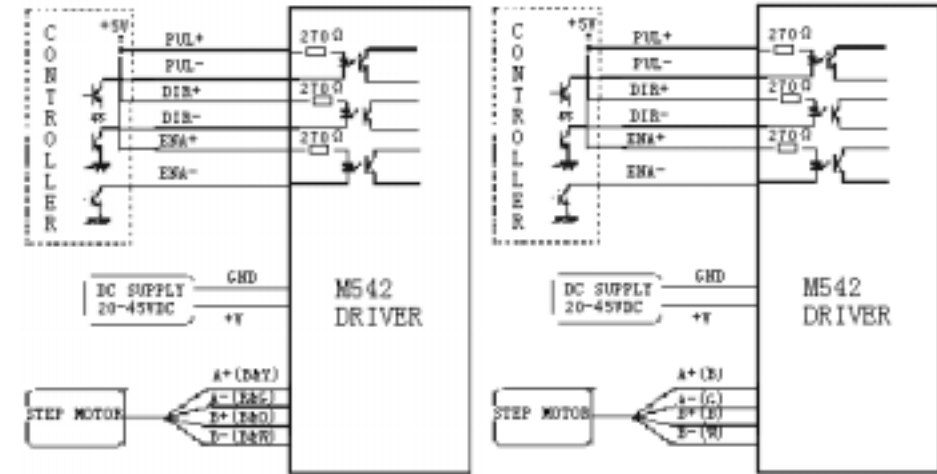 CONTROLLER
+5V
PUL+
PUL-
DIR+
DIR-
ENA+
ENA-
270Ω
270Ω
270Ω
GND
DC SUPPLY
20-45VDC
+V
M542
DRIVER
STEP MOTOR
A+(B&Y)
A-(R&G)
B+(B&O)
B-(B&W)
CONTROLLER
+5V
PUL+
PUL-
DIR+
DIR-
ENA+
ENA-
270Ω
270Ω
270Ω
GND
DC SUPPLY
20-45VDC
+V
M542
DRIVER
STEP MOTOR
A+(B)
A-(G)
B+(B)
B-(W)